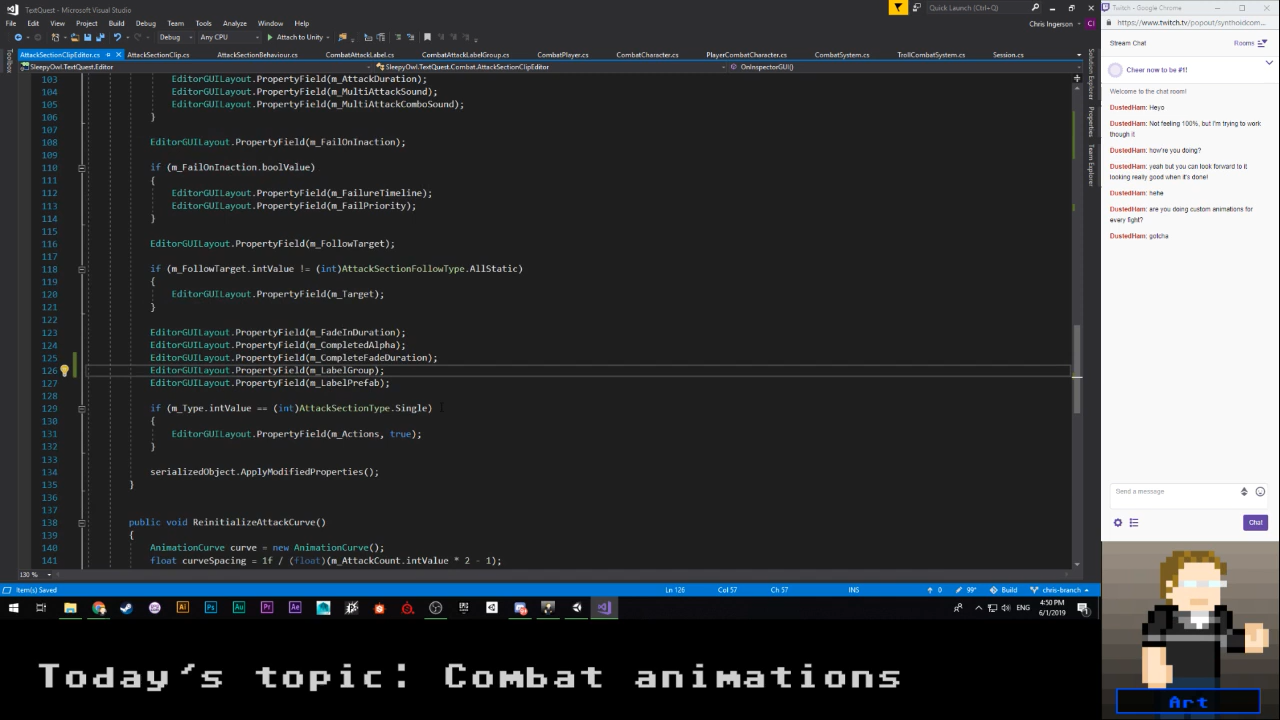 TextQuest - Microsoft Visual Studio
Quick Launch (Ctrl+Q)
File Edit View Project Build Debug Team Tools Analyze Window Help
Chris Ingerson CI
Debug Any CPU Attach to Unity
AttackSectionClipEditor.cs AttackSectionClip.cs AttackSectionBehaviour.cs CombatAttackLabel.cs CombatAttackLabelGroup.cs CombatPlayer.cs CombatCharacter.cs TrollCombatSystem.cs CombatSystem.cs Session.cs
SleepyOwl.TextQuest.Editor SleepyOwl.TextQuest.Combat.AttackSectionClipEditor OnInspectorGUI()
Toolbox
Solution Explorer
Properties
Team Explorer
103 EditorGUILayout.PropertyField(m_AttackDuration);
104 EditorGUILayout.PropertyField(m_MultiAttackSound);
105 EditorGUILayout.PropertyField(m_MultiAttackComboSound);
106 }
107
108 EditorGUILayout.PropertyField(m_FailOnInaction);
109
110 if (m_FailOnInaction.boolValue)
111 {
112 EditorGUILayout.PropertyField(m_FailureTimeline);
113 EditorGUILayout.PropertyField(m_FailPriority);
114 }
115
116 EditorGUILayout.PropertyField(m_FollowTarget);
117
118 if (m_FollowTarget.intValue != (int)AttackSectionFollowType.AllStatic)
119 {
120 EditorGUILayout.PropertyField(m_Target);
121 }
122
123 EditorGUILayout.PropertyField(m_FadeInDuration);
124 EditorGUILayout.PropertyField(m_CompletedAlpha);
125 EditorGUILayout.PropertyField(m_CompleteFadeDuration);
126 EditorGUILayout.PropertyField(m_LabelGroup);
127 EditorGUILayout.PropertyField(m_LabelPrefab);
128
129 if (m_Type.intValue == (int)AttackSectionType.Single)
130 {
131 EditorGUILayout.PropertyField(m_Actions, true);
132 }
133
134 serializedObject.ApplyModifiedProperties();
135 }
136
137
138 public void ReinitializeAttackCurve()
139 {
140 AnimationCurve curve = new AnimationCurve();
141 float curveSpacing = 1f / (float)(m_AttackCount.intValue * 2 - 1);
130 %
Item(s) Saved Ln 126 Col 57 Ch 57 INS 0 99+ Build chris-branch
ENG 4:50 PM 6/1/2019
Twitch - Google Chrome
https://www.twitch.tv/popout/synthoidcom...
Stream Chat Rooms
Cheer now to be #1!
Welcome to the chat room!
DustedHam: Heyo
DustedHam: Not feeling 100%, but I'm trying to work
though it
DustedHam: how're you doing?
DustedHam: yeah but you can look forward to it
looking really good when it's done!
DustedHam: hehe
DustedHam: are you doing custom animations for
every fight?
DustedHam: gotcha
Send a message
Chat
Today's topic: Combat animations
Art